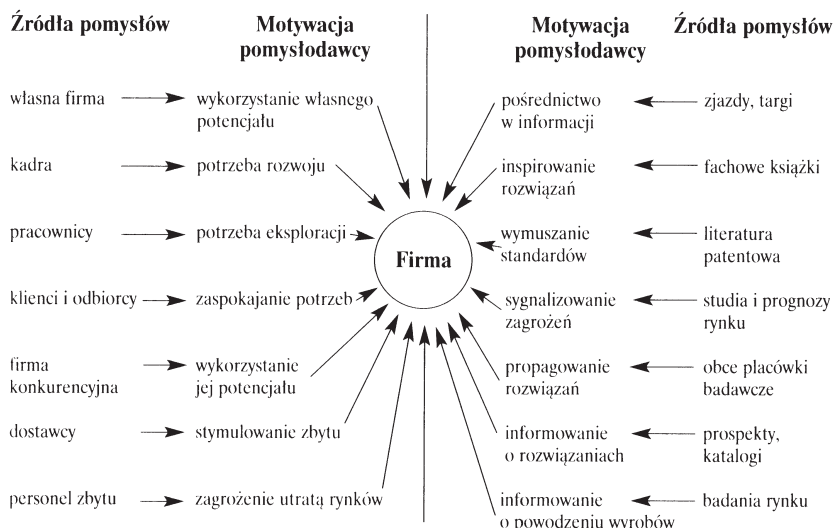 Źródła pomysłów
Motywacja
pomysłodawcy
własna firma
wykorzystanie własnego
potencjału
kadra
potrzeba rozwoju
pracownicy
potrzeba eksploracji
klienci i odbiorcy
zaspokajanie potrzeb
firma
konkurencyjna
wykorzystanie
jej potencjału
dostawcy
stymulowanie zbytu
personel zbytu
zagrożenie utratą rynków
Firma
Motywacja
pomysłodawcy
Źródła pomysłów
pośrednictwo
w informacji
zjazdy, targi
inspirowanie
rozwiązań
fachowe książki
wymuszanie
standardów
literatura
patentowa
sygnalizowanie
zagrożeń
studia i prognozy
rynku
propagowanie
rozwiązań
obce placówki
badawcze
informowanie
o rozwiązaniach
prospekty,
katalogi
informowanie
o powodzeniu wyrobów
badania rynku